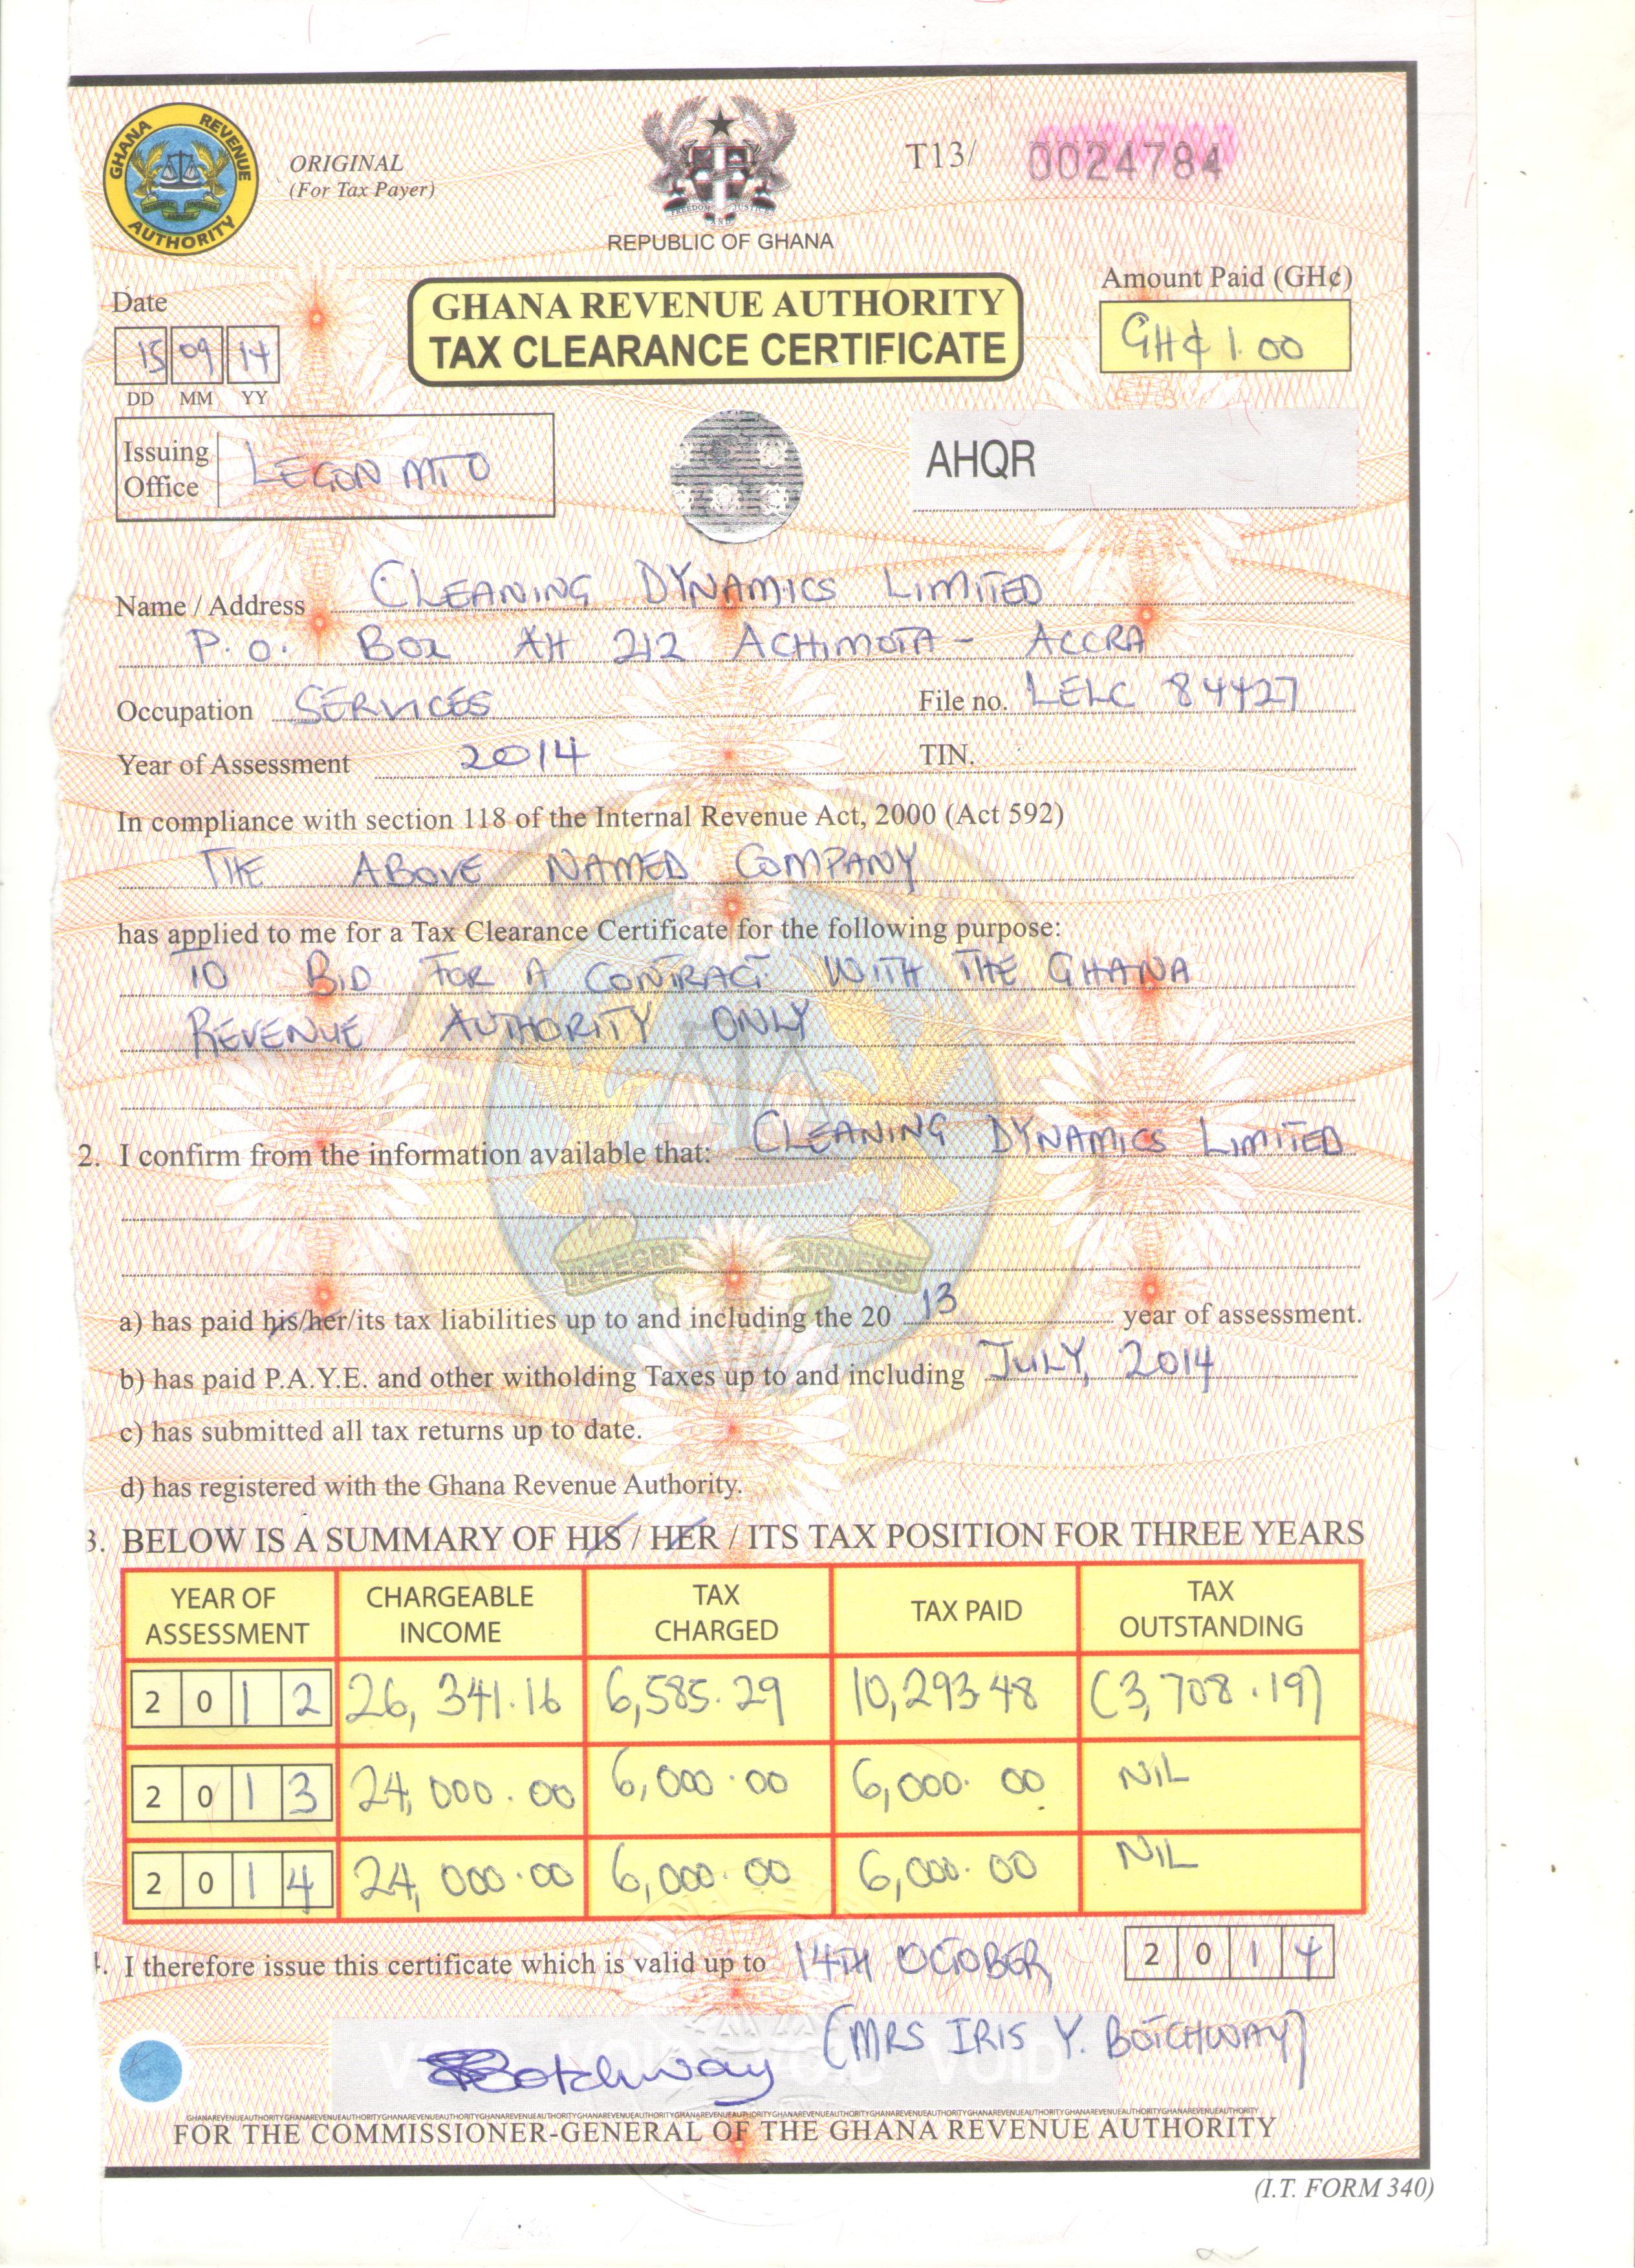 GHANA REVENUE AUTHORITY
ORIGINAL
(For Tax Payer)
FREEDOM AND JUSTICE
REPUBLIC OF GHANA
T13/ 0024784
Date
15 09 14
DD MM YY
GHANA REVENUE AUTHORITY
TAX CLEARANCE CERTIFICATE
Amount Paid (GH¢)
GH¢ 1.00
Issuing Office LEGON MTO
AHQR
Name / Address CLEANING DYNAMICS LIMITED
P.O. BOX AH 212 ACHIMOTA - ACCRA
Occupation SERVICES File no. LELC 84427
Year of Assessment 2014 TIN.
In compliance with section 118 of the Internal Revenue Act, 2000 (Act 592)
THE ABOVE NAMED COMPANY
has applied to me for a Tax Clearance Certificate for the following purpose:
TO BID FOR A CONTRACT WITH THE GHANA
REVENUE AUTHORITY ONLY
2. I confirm from the information available that: CLEANING DYNAMICS LIMITED
a) has paid his/her/its tax liabilities up to and including the 20 13 year of assessment.
b) has paid P.A.Y.E. and other witholding Taxes up to and including JULY, 2014
c) has submitted all tax returns up to date.
d) has registered with the Ghana Revenue Authority.
3. BELOW IS A SUMMARY OF HIS / HER / ITS TAX POSITION FOR THREE YEARS
YEAR OF ASSESSMENT CHARGEABLE INCOME TAX CHARGED TAX PAID TAX OUTSTANDING
2012 26,341.16 6,585.29 10,293.48 (3,708.19)
2013 24,000.00 6,000.00 6,000.00 NIL
2014 24,000.00 6,000.00 6,000.00 NIL
4. I therefore issue this certificate which is valid up to 14TH OCTOBER 2014
(MRS IRIS Y. BOTCHWAY)
VOID
Botchway
GHANAREVENUEAUTHORITYGHANAREVENUEAUTHORITYGHANAREVENUEAUTHORITYGHANAREVENUEAUTHORITYGHANAREVENUEAUTHORITYGHANAREVENUEAUTHORITYGHANAREVENUEAUTHORITYGHANAREVENUEAUTHORITY
FOR THE COMMISSIONER-GENERAL OF THE GHANA REVENUE AUTHORITY
(I.T. FORM 340)